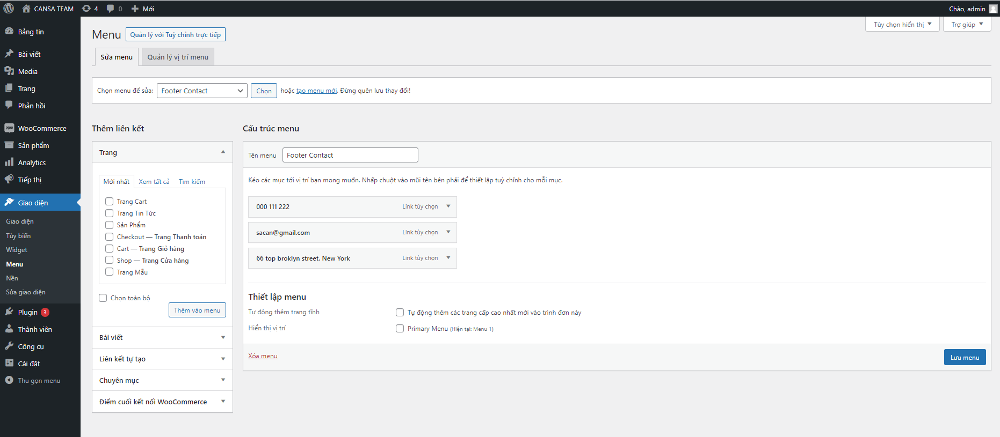 CANSA TEAM 4 0 Mới Chào, admin
Tùy chọn hiển thị Trợ giúp
Bảng tin
Bài viết
Media
Trang
Phản hồi
WooCommerce
Sản phẩm
Analytics
Tiếp thị
Giao diện
Giao diện
Tùy biến
Widget
Menu
Nền
Sửa giao diện
Plugin 3
Thành viên
Công cụ
Cài đặt
Thu gọn menu
Menu Quản lý với Tuỳ chỉnh trực tiếp
Sửa menu Quản lý vị trí menu
Chọn menu để sửa: Footer Contact Chọn hoặc tạo menu mới. Đừng quên lưu thay đổi!
Thêm liên kết
Trang
Mới nhất Xem tất cả Tìm kiếm
Trang Cart
Trang Tin Tức
Sản Phẩm
Checkout — Trang Thanh toán
Cart — Trang Giỏ hàng
Shop — Trang Cửa hàng
Trang Mẫu
Chọn toàn bộ
Thêm vào menu
Bài viết
Liên kết tự tạo
Chuyên mục
Điểm cuối kết nối WooCommerce
Cấu trúc menu
Tên menu Footer Contact
Kéo các mục tới vị trí bạn mong muốn. Nhấp chuột vào mũi tên bên phải để thiết lập tuỳ chỉnh cho mỗi mục.
000 111 222 Link tùy chọn
sacan@gmail.com Link tùy chọn
66 top broklyn street. New York Link tùy chọn
Thiết lập menu
Tự động thêm trang tĩnh Tự động thêm các trang cấp cao nhất mới vào trình đơn này
Hiển thị vị trí Primary Menu (Hiện tại: Menu 1)
Xóa menu Lưu menu